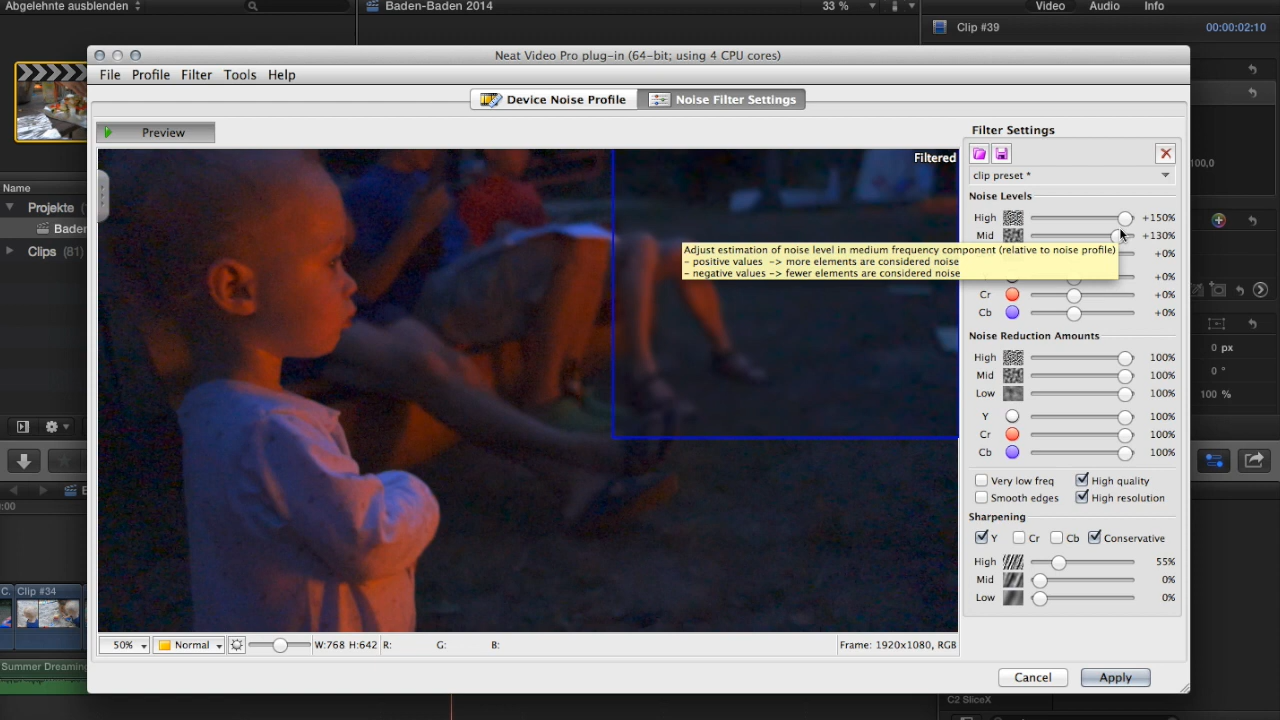 Abgelehnte ausblenden
Baden-Baden 2014
33 %
Video
Audio
Info
Clip #39
00:00:02:10
Neat Video Pro plug-in (64-bit; using 4 CPU cores)
File Profile Filter Tools Help
Device Noise Profile
Noise Filter Settings
Preview
Filtered
Filter Settings
clip preset *
Noise Levels
High +150%
Mid +130%
Adjust estimation of noise level in medium frequency component (relative to noise profile)
- positive values -> more elements are considered noise
- negative values -> fewer elements are considered noise
+0%
+0%
Cr +0%
Cb +0%
Noise Reduction Amounts
High 100%
Mid 100%
Low 100%
Y 100%
Cr 100%
Cb 100%
Very low freq
High quality
Smooth edges
High resolution
Sharpening
Y Cr Cb Conservative
High 55%
Mid 0%
Low 0%
50%
Normal
W:768 H:642 R: G: B:
Frame: 1920x1080, RGB
Cancel
Apply
Name
Projekte
Baden
Clips (81)
:00
C.
Clip #34
Summer Dreaming
100,0
0 px
0 °
100 %
C2 SliceX